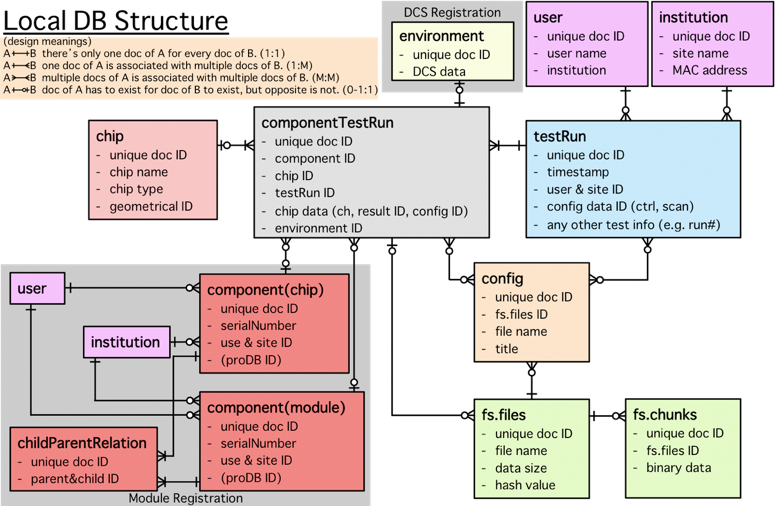 Local DB Structure
(design meanings)
A B there's only one doc of A for every doc of B. (1:1)
A B one doc of A is associated with multiple docs of B. (1:M)
A B multiple docs of A is associated with multiple docs of B. (M:M)
A B doc of A has to exist for doc of B to exist, but opposite is not. (0-1:1)
DCS Registration
environment
- unique doc ID
- DCS data
user
- unique doc ID
- user name
- institution
institution
- unique doc ID
- site name
- MAC address
chip
- unique doc ID
- chip name
- chip type
- geometrical ID
componentTestRun
- unique doc ID
- component ID
- chip ID
- testRun ID
- chip data (ch, result ID, config ID)
- environment ID
testRun
- unique doc ID
- timestamp
- user & site ID
- config data ID (ctrl, scan)
- any other test info (e.g. run#)
user
institution
component(chip)
- unique doc ID
- serialNumber
- use & site ID
- (proDB ID)
component(module)
- unique doc ID
- serialNumber
- use & site ID
- (proDB ID)
childParentRelation
- unique doc ID
- parent&child ID
Module Registration
config
- unique doc ID
- fs.files ID
- file name
- title
fs.files
- unique doc ID
- file name
- data size
- hash value
fs.chunks
- unique doc ID
- fs.files ID
- binary data